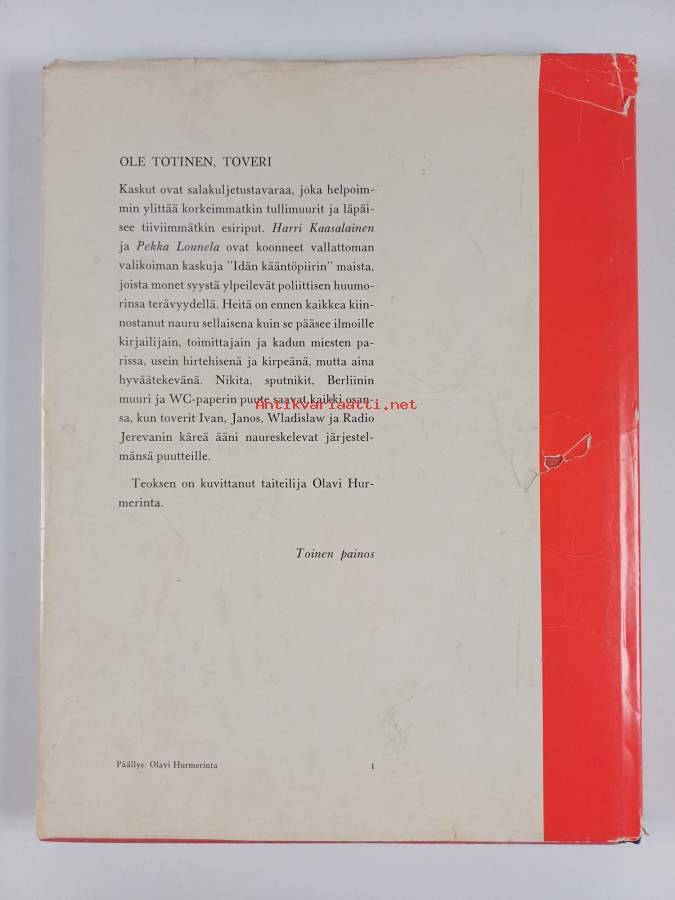 OLE TOTINEN, TOVERI
Kaskut ovat salakuljetustavaraa, joka helpoim-
min ylittää korkeimmatkin tullimuurit ja läpäi-
see tiiviimmätkin esiriput. Harri Kaasalainen
ja Pekka Lounela ovat koonneet vallattoman
valikoiman kaskuja "Idän kääntöpiirin" maista,
joista monet syystä ylpeilevät poliittisen huumo-
rinsa terävyydellä. Heitä on ennen kaikkea kiin-
nostanut nauru sellaisena kuin se pääsee ilmoille
kirjailijain, toimittajain ja kadun miesten pa-
rissa, usein hirtehisenä ja kirpeänä, mutta aina
hyväätekevänä. Nikita, sputnikit, Berliinin
muuri ja WC-paperin puute saavat kaikki osan-
Antikvariaatti.net
sa, kun toverit Ivan, Janos, Wladislaw ja Radio
Jerevanin käreä ääni naureskelevat järjestel-
mänsä puutteille.
Teoksen on kuvittanut taiteilija Olavi Hur-
merinta.
Toinen painos
Päällys: Olavi Hurmerinta 1